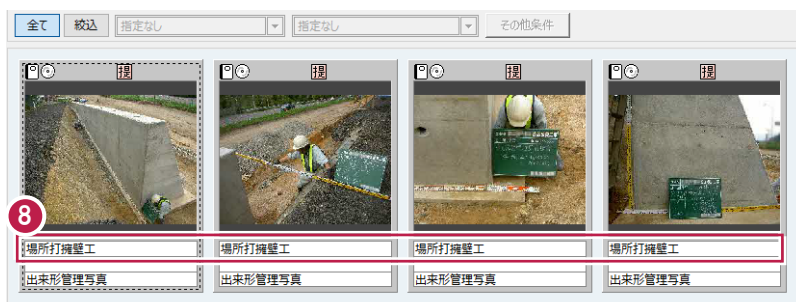 全て 絞込 指定なし 指定なし その他条件
P 提 P 提 P 提 P 提
8
場所打擁壁工 場所打擁壁工 場所打擁壁工 場所打擁壁工
出来形管理写真 出来形管理写真 出来形管理写真 出来形管理写真